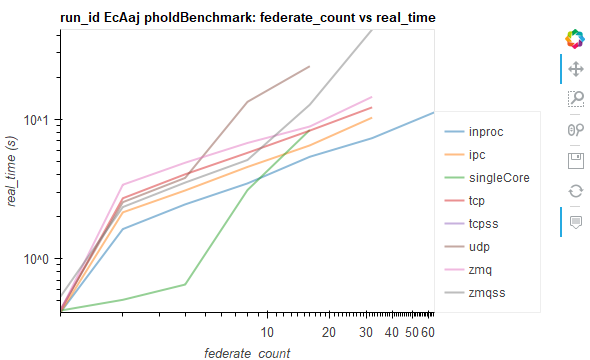 run_id EcAaj pholdBenchmark: federate_count vs real_time
real_time (s)
10^1
10^0
10 20 30 40 50 60
federate_count
inproc
ipc
singleCore
tcp
tcpss
udp
zmq
zmqss